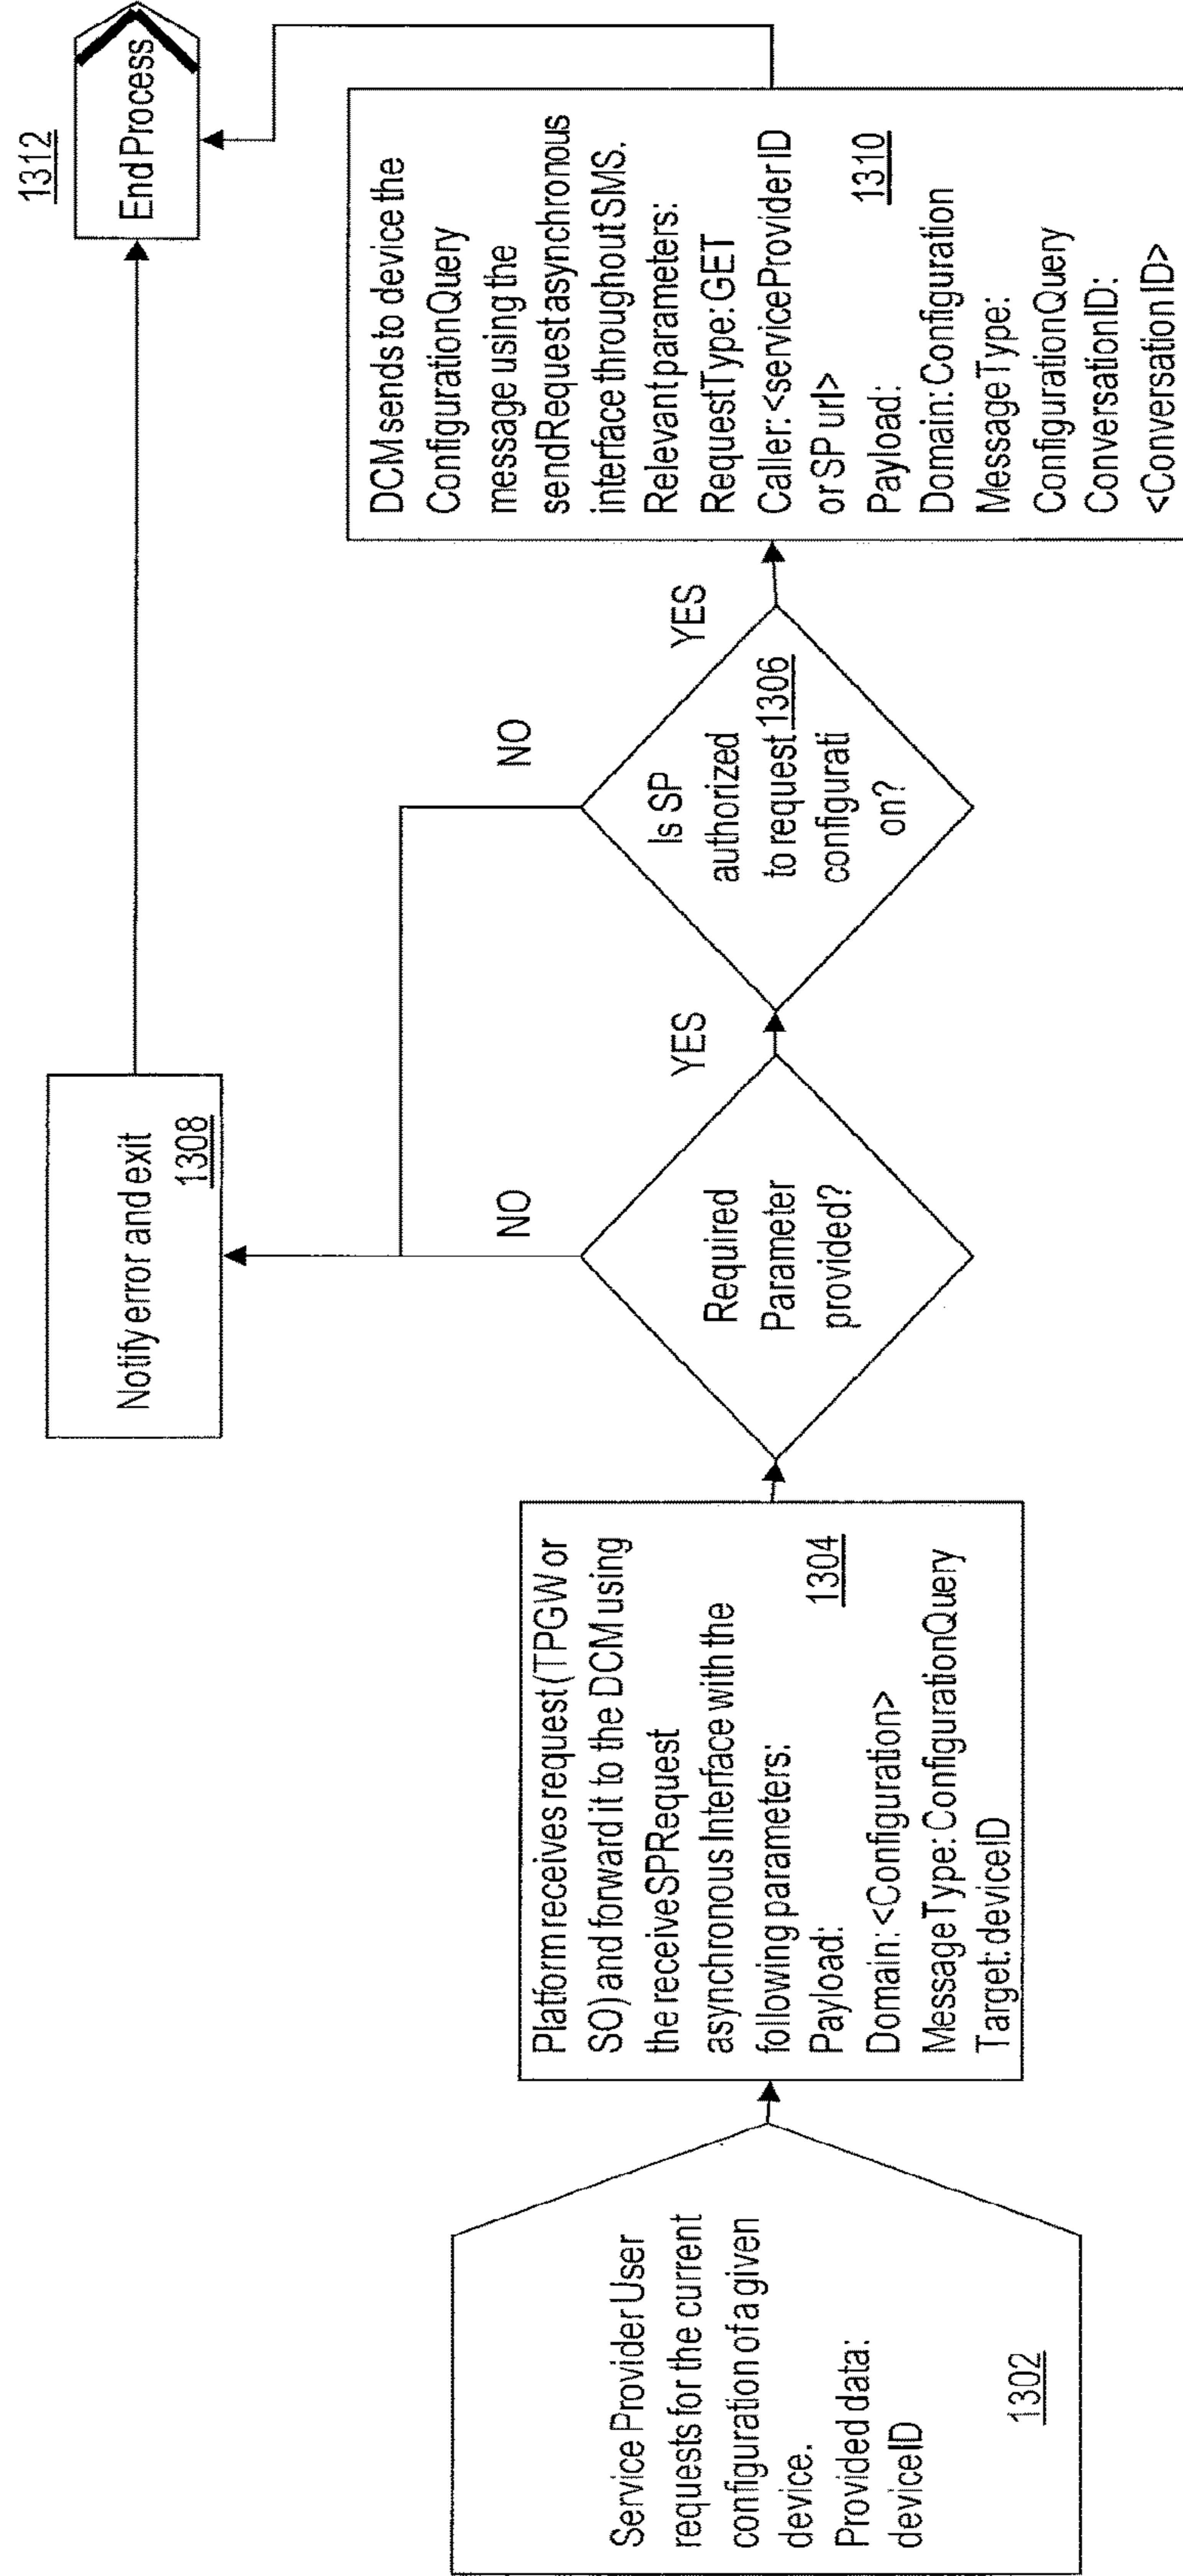 Service Provider User
requests for the current
configuration of a given
device.
Provided data:
deviceID
1302
Platform receives request (TPGW or
SO) and forward it to the DCM using
the receiveSPRequest
asynchronous Interface with the
following parameters:
Payload:
1304
Domain: <Configuration>
MessageType: ConfigurationQuery
Target: deviceID
Required
Parameter
provided?
NO
YES
Notify error and exit
1308
Is SP
authorized
to request 1306
configurati
on?
NO
YES
DCM sends to device the
ConfigurationQuery
message using the
sendRequest asynchronous
interface throughout SMS.
Relevant parameters:
RequestType: GET
Caller: <serviceProviderID
or SP url>
Payload:
1310
Domain: Configuration
MessageType:
ConfigurationQuery
ConversationID:
<ConversationID>
End Process
1312